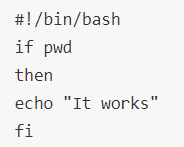 #!/bin/bash
if pwd
then
echo "It works"
fi